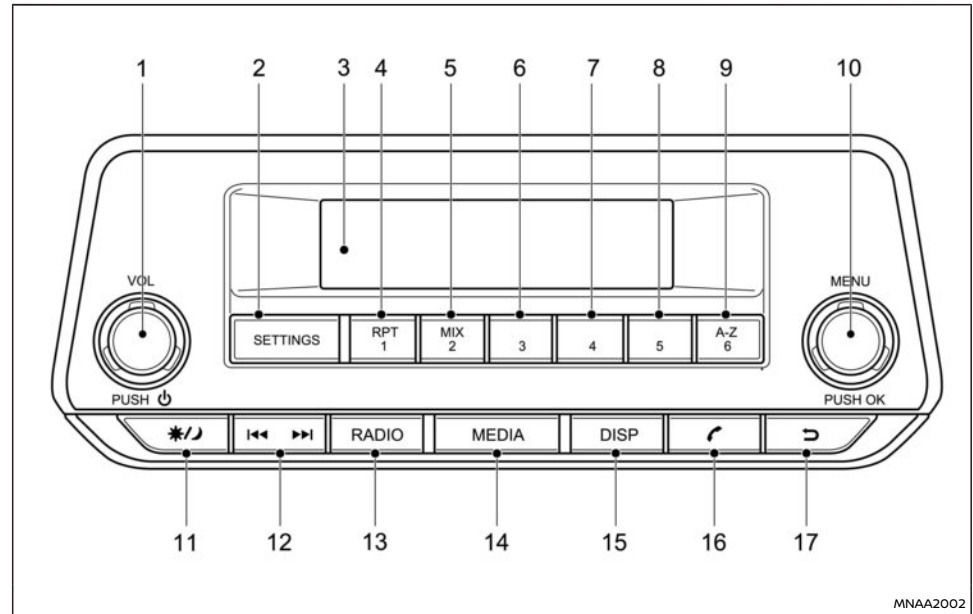 1 2 3 4 5 6 7 8 9 10
VOL MENU
SETTINGS RPT 1 MIX 2 3 4 5 A-Z 6
PUSH PUSH OK
RADIO MEDIA DISP
11 12 13 14 15 16 17
MNAA2002